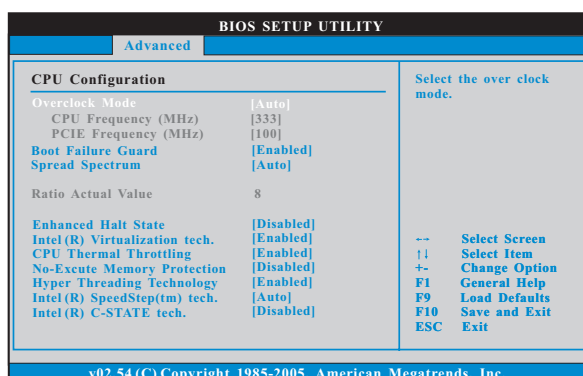 BIOS SETUP UTILITY
Advanced
CPU Configuration
Overclock Mode [Auto]
CPU Frequency (MHz) [333]
PCIE Frequency (MHz) [100]
Boot Failure Guard [Enabled]
Spread Spectrum [Auto]
Ratio Actual Value 8
Enhanced Halt State [Disabled]
Intel(R) Virtualization tech. [Enabled]
CPU Thermal Throttling [Enabled]
No-Excute Memory Protection [Disabled]
Hyper Threading Technology [Enabled]
Intel(R) SpeedStep(tm) tech. [Auto]
Intel(R) C-STATE tech. [Disabled]
Select the over clock
mode.
←→ Select Screen
↑↓ Select Item
+- Change Option
F1 General Help
F9 Load Defaults
F10 Save and Exit
ESC Exit
v02.54 (C) Copyright 1985-2005, American Megatrends, Inc.